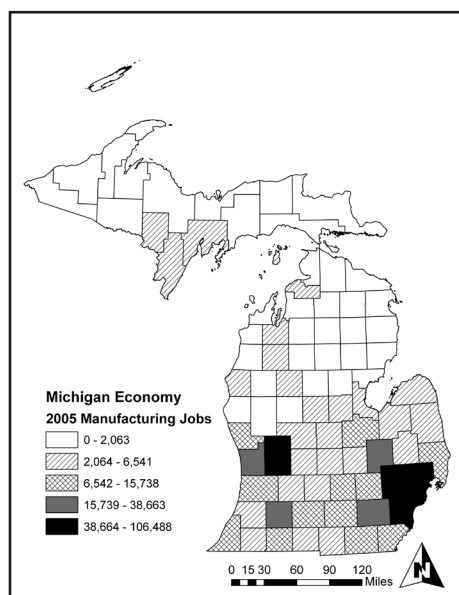 Michigan Economy
2005 Manufacturing Jobs
0 - 2,063
2,064 - 6,541
6,542 - 15,738
15,739 - 38,663
38,664 - 106,488
0 15 30 60 90 120
Miles
N